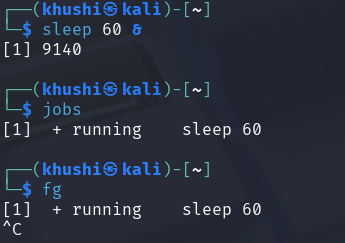 ┌──(khushi㉿kali)-[~]
└─$ sleep 60 &
[1] 9140
┌──(khushi㉿kali)-[~]
└─$ jobs
[1]  + running    sleep 60
┌──(khushi㉿kali)-[~]
└─$ fg
[1]  + running    sleep 60
^C